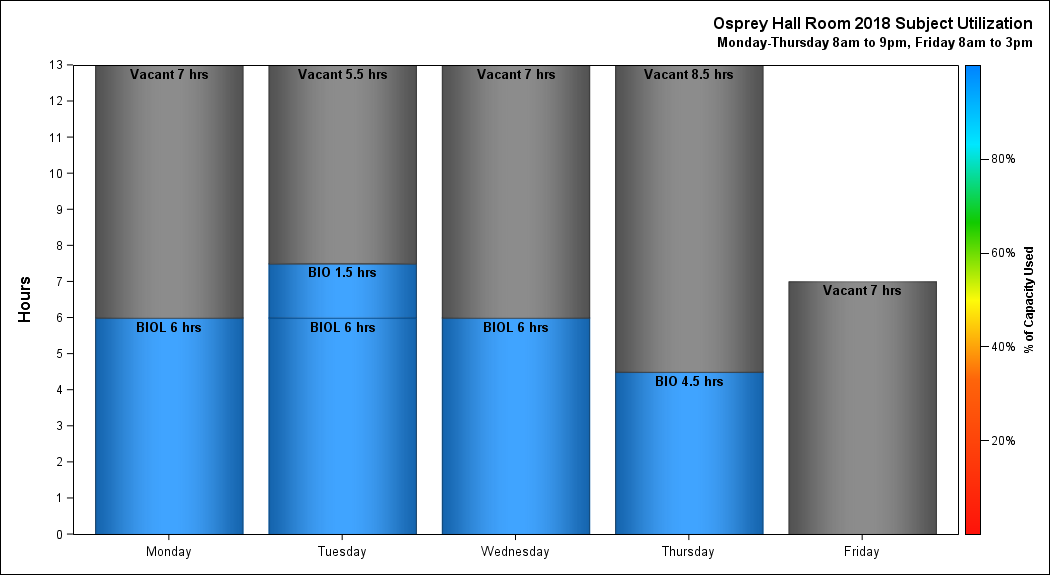 Osprey Hall Room 2018 Subject Utilization
Monday-Thursday 8am to 9pm, Friday 8am to 3pm
Hours
13
12
11
10
9
8
7
6
5
4
3
2
1
0
Vacant 7 hrs
BIOL 6 hrs
Vacant 5.5 hrs
BIO 1.5 hrs
BIOL 6 hrs
Vacant 7 hrs
BIOL 6 hrs
Vacant 8.5 hrs
BIO 4.5 hrs
Vacant 7 hrs
Monday
Tuesday
Wednesday
Thursday
Friday
80%
60%
40%
20%
% of Capacity Used